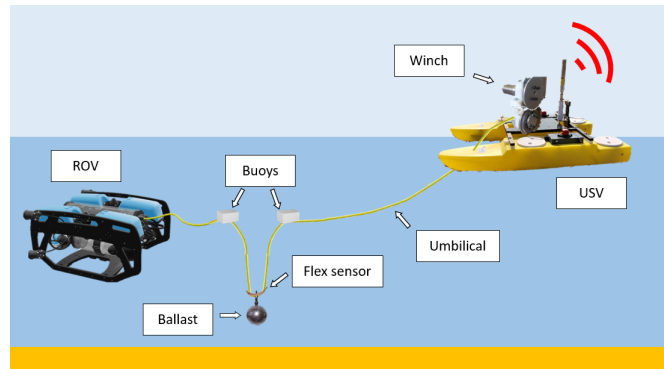 Winch
ROV
Buoys
USV
Umbilical
Flex sensor
Ballast